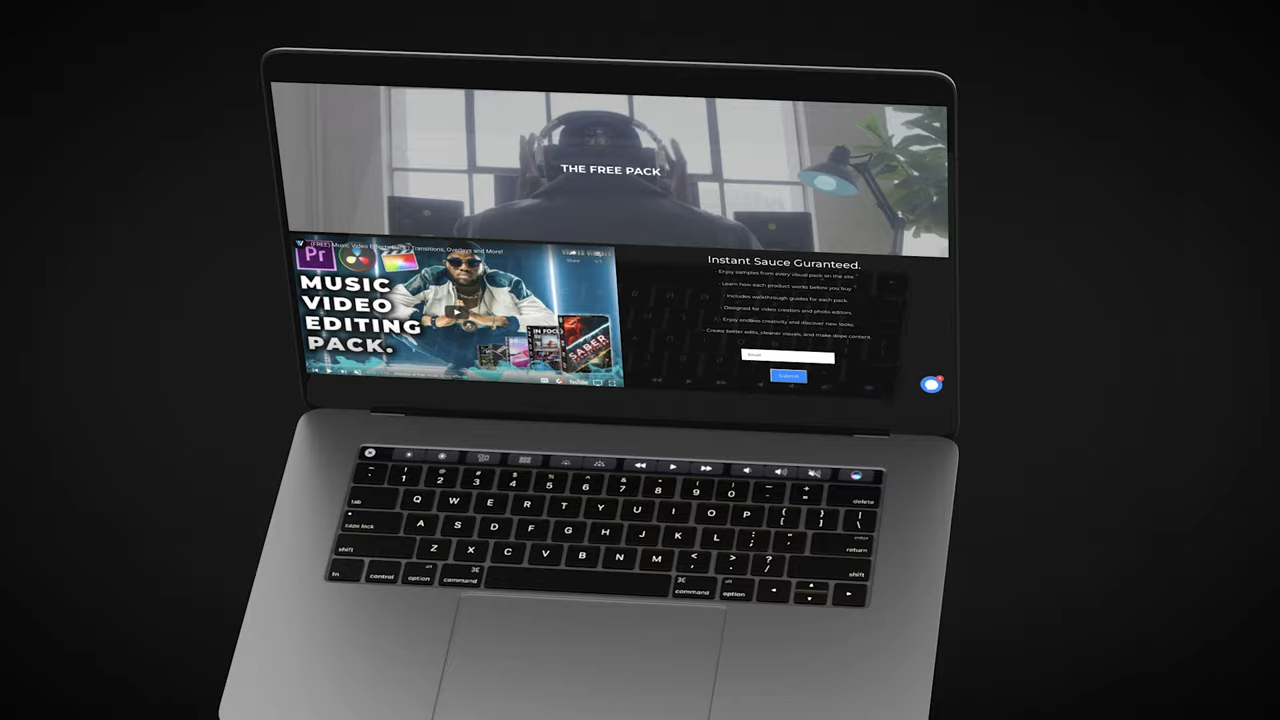 THE FREE PACK
(FREE) Music Video Effects Pack | Transitions, Overlays and More!
Pr
Share
MUSIC
VIDEO
EDITING
PACK.
IN FOCUS
SABER
YouTube
Instant Sauce Guranteed.
- Enjoy samples from every visual pack on the site.
- Learn how each product works before you buy.
- Includes walkthrough guides for each pack.
- Designed for video creators and photo editors.
- Enjoy endless creativity and discover new looks.
- Create better edits, cleaner visuals, and make dope content.
Email
Submit
~ ! @ # $ % ^ & * ( ) _ +
` 1 2 3 4 5 6 7 8 9 0 - = delete
tab Q W E R T Y U I O P { [ } ] | \
caps lock A S D F G H J K L : ; " ' enter return
shift Z X C V B N M < , > . ? / shift
fn control alt option ⌘ command ⌘ command alt option